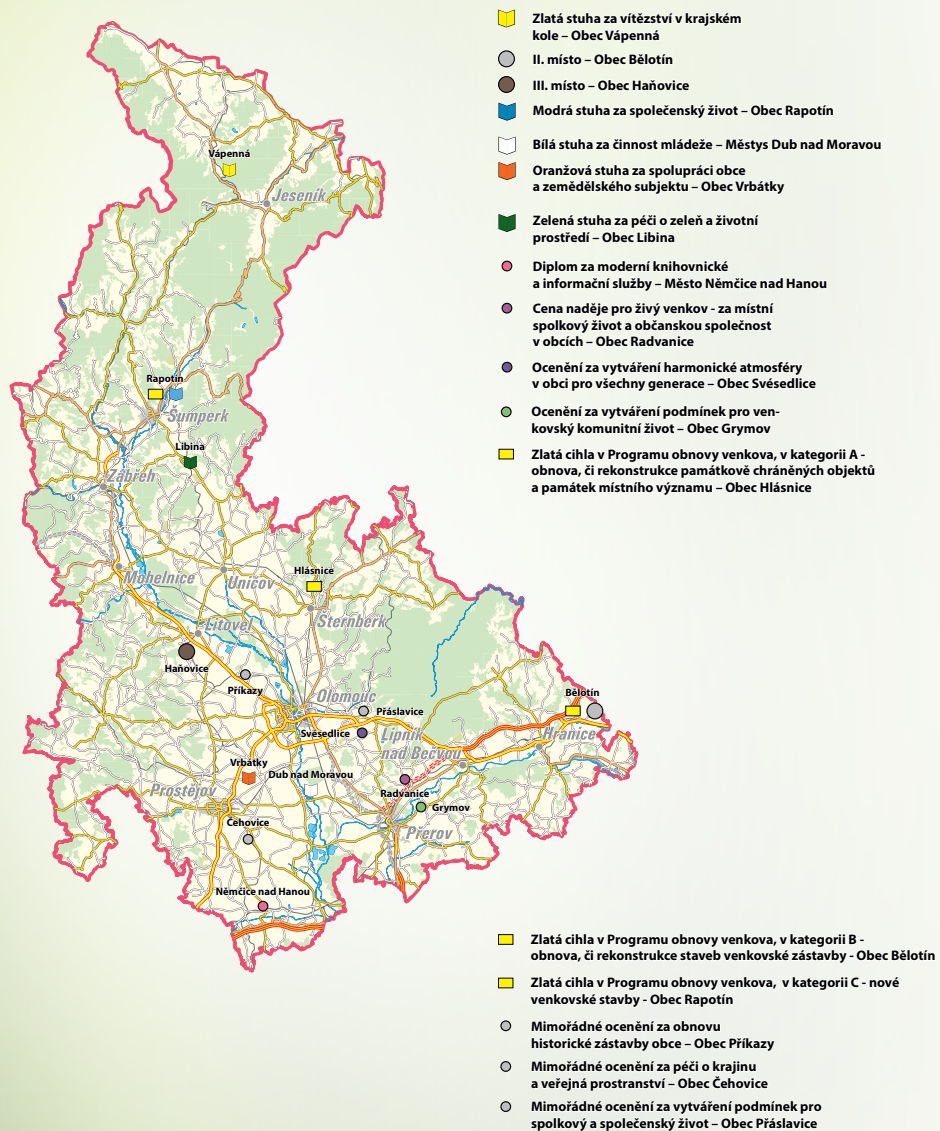 Zlatá stuha za vítězství v krajském
kole – Obec Vápenná
II. místo – Obec Bělotín
III. místo – Obec Haňovice
Modrá stuha za společenský život – Obec Rapotín
Bílá stuha za činnost mládeže – Městys Dub nad Moravou
Oranžová stuha za spolupráci obce
a zemědělského subjektu – Obec Vrbátky
Zelená stuha za péči o zeleň a životní
prostředí – Obec Libina
Diplom za moderní knihovnické
a informační služby – Město Němčice nad Hanou
Cena naděje pro živý venkov - za místní
spolkový život a občanskou společnost
v obcích – Obec Radvanice
Ocenění za vytváření harmonické atmosféry
v obci pro všechny generace – Obec Svésedlice
Ocenění za vytváření podmínek pro ven-
kovský komunitní život – Obec Grymov
Zlatá cihla v Programu obnovy venkova, v kategorii A -
obnova, či rekonstrukce památkově chráněných objektů
a památek místního významu – Obec Hlásnice
Vápenná
Jeseník
Rapotín
Šumperk
Libina
Zábřeh
Mohelnice
Uničov
Hlásnice
Šternberk
Litovel
Haňovice
Příkazy
Olomouc
Přáslavice
Svésedlice
Bělotín
Lipník
nad Bečvou
Hranice
Vrbátky
Dub nad Moravou
Prostějov
Radvanice
Grymov
Čehovice
Přerov
Němčice nad Hanou
Zlatá cihla v Programu obnovy venkova, v kategorii B -
obnova, či rekonstrukce staveb venkovské zástavby - Obec Bělotín
Zlatá cihla v Programu obnovy venkova, v kategorii C - nové
venkovské stavby - Obec Rapotín
Mimořádné ocenění za obnovu
historické zástavby obce – Obec Příkazy
Mimořádné ocenění za péči o krajinu
a veřejná prostranství – Obec Čehovice
Mimořádné ocenění za vytváření podmínek pro
spolkový a společenský život – Obec Přáslavice